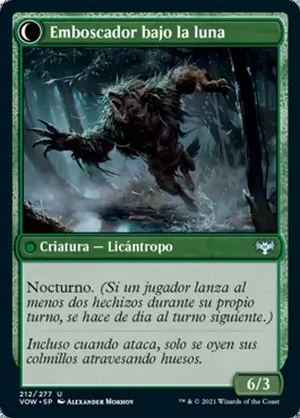 Emboscador bajo la luna
Criatura — Licántropo
Nocturno. (Si un jugador lanza al
menos dos hechizos durante su propio
turno, se hace de día al turno siguiente.)
Incluso cuando ataca, solo se oyen sus
colmillos atravesando huesos.
6/3
212/277 U
VOW • SP ALEXANDER MOKHOV
™ & © 2021 Wizards of the Coast